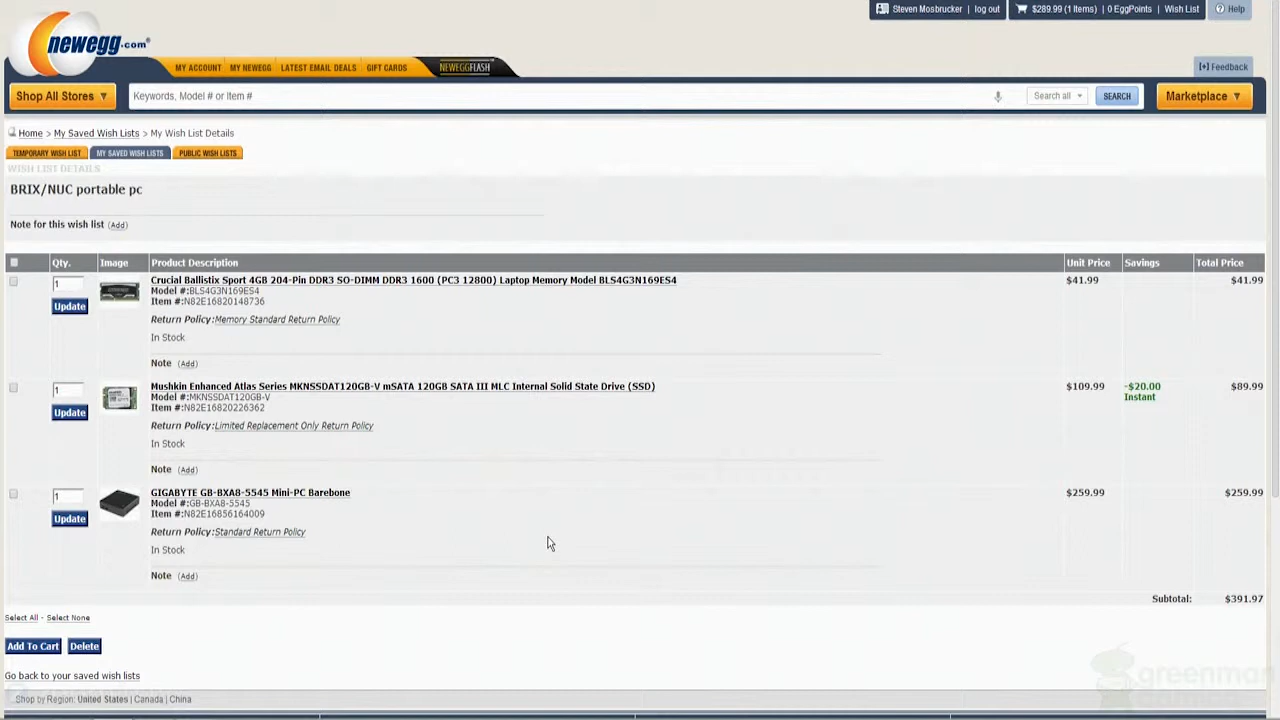 Steven Mosbrucker | log out
$289.99 (1 Items) | 0 EggPoints | Wish List
Help
newegg.com
MY ACCOUNT
MY NEWEGG
LATEST EMAIL DEALS
GIFT CARDS
NEWEGGFLASH
[+] Feedback
Shop All Stores ▼
Keywords, Model # or Item #
Search all
SEARCH
Marketplace ▼
Home > My Saved Wish Lists > My Wish List Details
TEMPORARY WISH LIST
MY SAVED WISH LISTS
PUBLIC WISH LISTS
WISH LIST DETAILS
BRIX/NUC portable pc
Note for this wish list (Add)
Qty. Image Product Description Unit Price Savings Total Price
1
Update
Crucial Ballistix Sport 4GB 204-Pin DDR3 SO-DIMM DDR3 1600 (PC3 12800) Laptop Memory Model BLS4G3N169ES4 $41.99 $41.99
Model #:BLS4G3N169ES4
Item #:N82E16820148736
Return Policy:Memory Standard Return Policy
In Stock
Note (Add)
1
Update
Mushkin Enhanced Atlas Series MKNSSDAT120GB-V mSATA 120GB SATA III MLC Internal Solid State Drive (SSD) $109.99 -$20.00 $89.99
Model #:MKNSSDAT120GB-V Instant
Item #:N82E16820226362
Return Policy:Limited Replacement Only Return Policy
In Stock
Note (Add)
1
Update
GIGABYTE GB-BXA8-5545 Mini-PC Barebone $259.99 $259.99
Model #:GB-BXA8-5545
Item #:N82E16856164009
Return Policy:Standard Return Policy
In Stock
Note (Add)
Subtotal: $391.97
Select All - Select None
Add To Cart
Delete
Go back to your saved wish lists
Shop by Region: United States | Canada | China